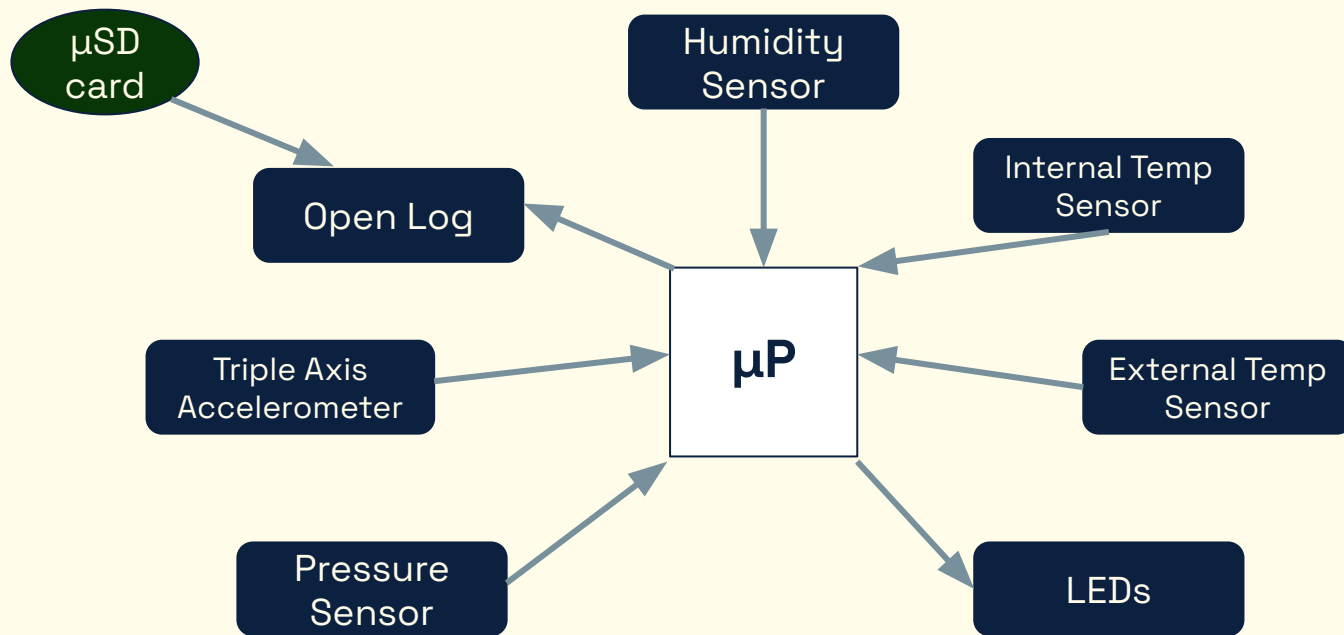 µSD
card
Humidity
Sensor
Internal Temp
Sensor
Open Log
µP
Triple Axis
Accelerometer
External Temp
Sensor
Pressure
Sensor
LEDs